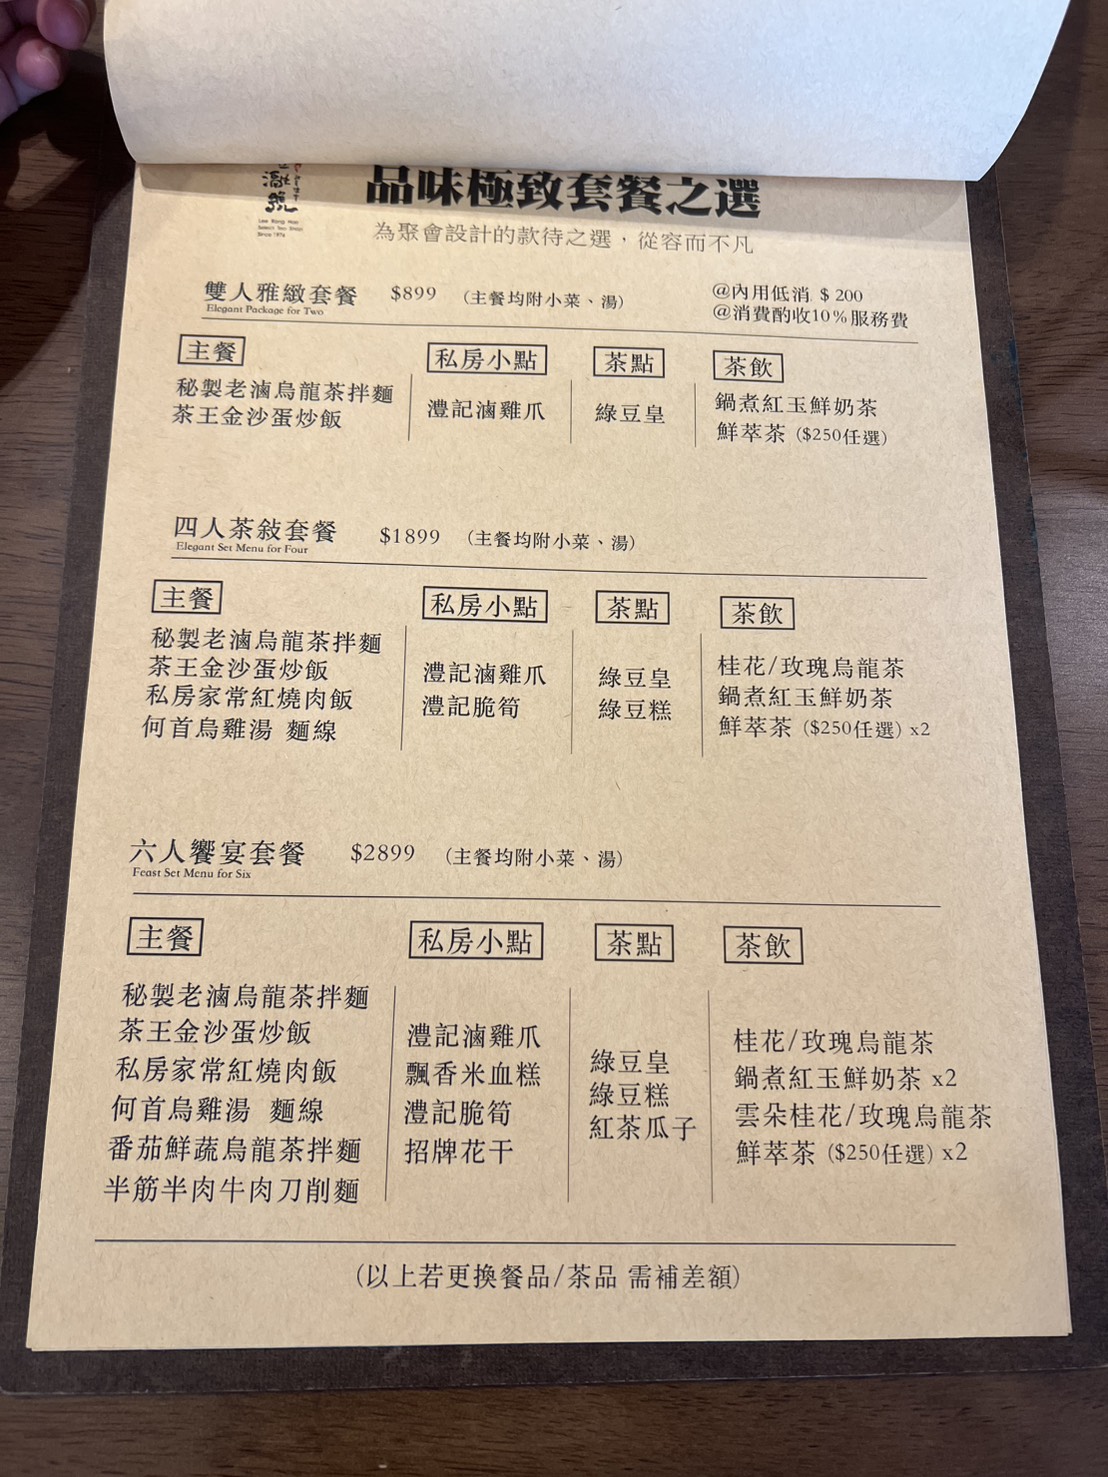 品味極致套餐之選
為聚會設計的款待之選，從容而不凡
Select Tea Shop
Since 1976
雙人雅緻套餐 $899 (主餐均附小菜、湯)
Elegant Package for Two
@內用低消 $ 200
@消費酌收10%服務費
主餐
秘製老滷烏龍茶拌麵
茶王金沙蛋炒飯
私房小點
澧記滷雞爪
茶點
綠豆皇
茶飲
鍋煮紅玉鮮奶茶
鮮萃茶 ($250任選)
四人茶敍套餐 $1899 (主餐均附小菜、湯)
Elegant Set Menu for Four
主餐
秘製老滷烏龍茶拌麵
茶王金沙蛋炒飯
私房家常紅燒肉飯
何首烏雞湯 麵線
私房小點
澧記滷雞爪
澧記脆筍
茶點
綠豆皇
綠豆糕
茶飲
桂花/玫瑰烏龍茶
鍋煮紅玉鮮奶茶
鮮萃茶 ($250任選) x2
六人饗宴套餐 $2899 (主餐均附小菜、湯)
Feast Set Menu for Six
主餐
秘製老滷烏龍茶拌麵
茶王金沙蛋炒飯
私房家常紅燒肉飯
何首烏雞湯 麵線
番茄鮮蔬烏龍茶拌麵
半筋半肉牛肉刀削麵
私房小點
澧記滷雞爪
飄香米血糕
澧記脆筍
招牌花干
茶點
綠豆皇
綠豆糕
紅茶瓜子
茶飲
桂花/玫瑰烏龍茶
鍋煮紅玉鮮奶茶 x2
雲朵桂花/玫瑰烏龍茶
鮮萃茶 ($250任選) x2
(以上若更換餐品/茶品 需補差額)